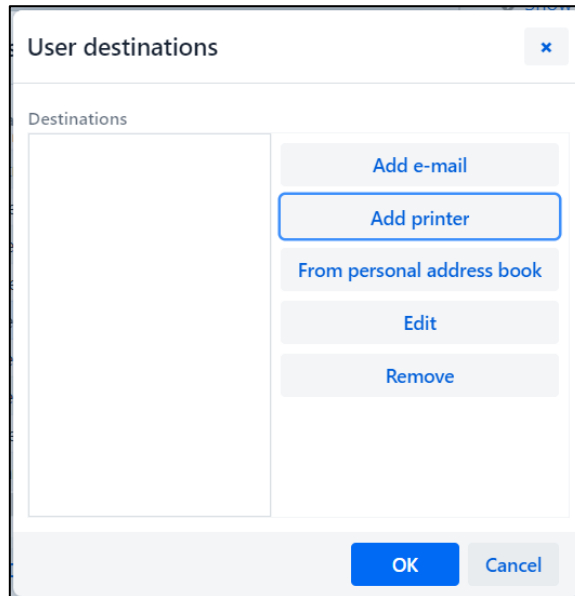 User destinations
×
Destinations
Add e-mail
Add printer
From personal address book
Edit
Remove
OK
Cancel